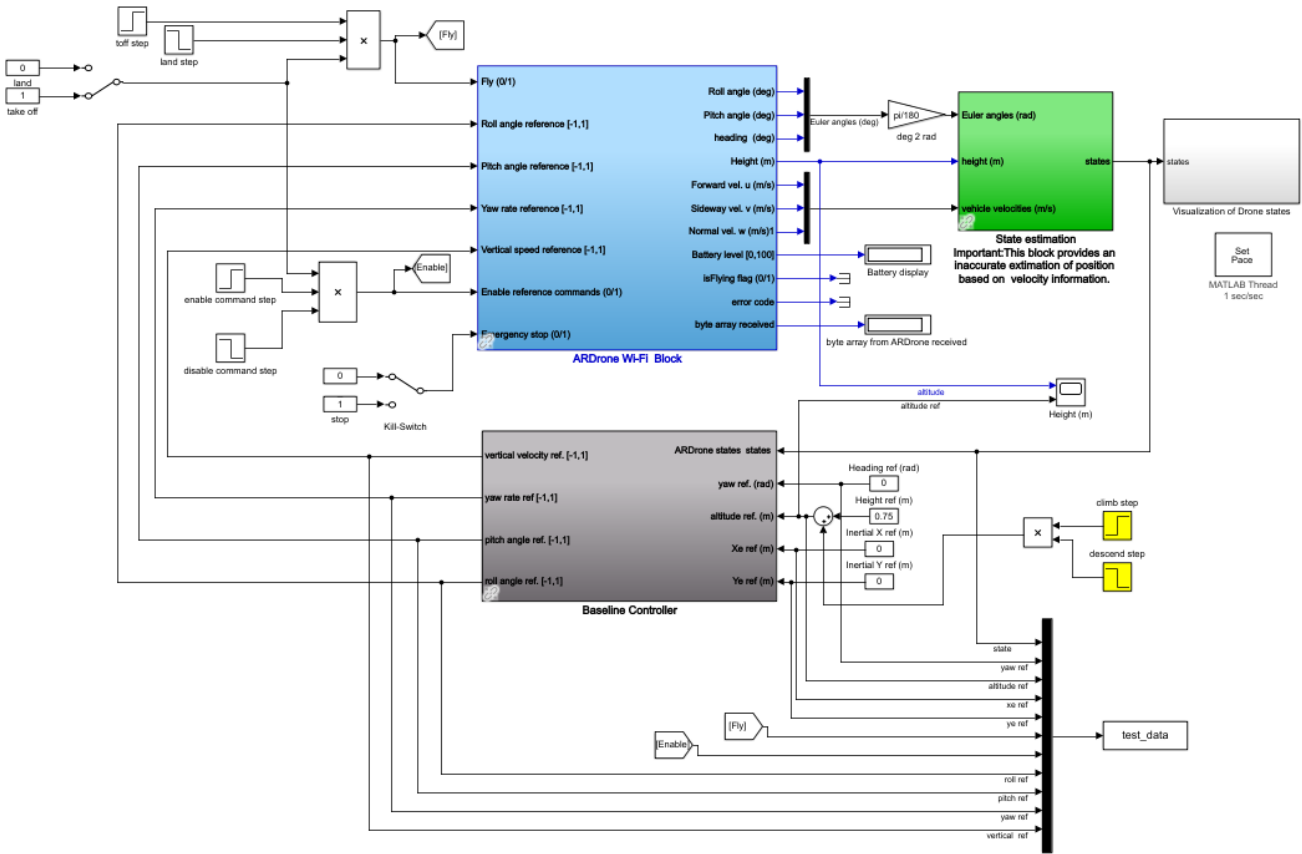 toff step
land step
×
[Fly]
0
land
1
take off
Fly (0/1)
Roll angle reference [-1,1]
Pitch angle reference [-1,1]
Yaw rate reference [-1,1]
Vertical speed reference [-1,1]
Enable reference commands (0/1)
Emergency stop (0/1)
Roll angle (deg)
Pitch angle (deg)
heading (deg)
Height (m)
Forward vel. u (m/s)
Sideway vel. v (m/s)
Normal vel. w (m/s)1
Battery level [0,100]
isFlying flag (0/1)
error code
byte array received
ARDrone Wi-Fi Block
Euler angles (deg)
pi/180
deg 2 rad
Euler angles (rad)
height (m)
vehicle velocities (m/s)
states
State estimation
Important:This block provides an
inaccurate extimation of position
based on velocity information.
states
Visualization of Drone states
Set
Pace
MATLAB Thread
1 sec/sec
Battery display
byte array from ARDrone received
enable command step
disable command step
×
[Enable]
0
1
stop
Kill-Switch
altitude
altitude ref
Height (m)
vertical velocity ref. [-1,1]
yaw rate ref [-1,1]
pitch angle ref. [-1,1]
roll angle ref. [-1,1]
ARDrone states states
yaw ref. (rad)
altitude ref. (m)
Xe ref (m)
Ye ref (m)
Baseline Controller
Heading ref (rad)
0
Height ref (m)
0.75
Inertial X ref (m)
0
Inertial Y ref (m)
0
+
+
×
climb step
descend step
state
yaw ref
altitude ref
xe ref
ye ref
[Fly]
[Enable]
roll ref
pitch ref
yaw ref
vertical ref
test_data